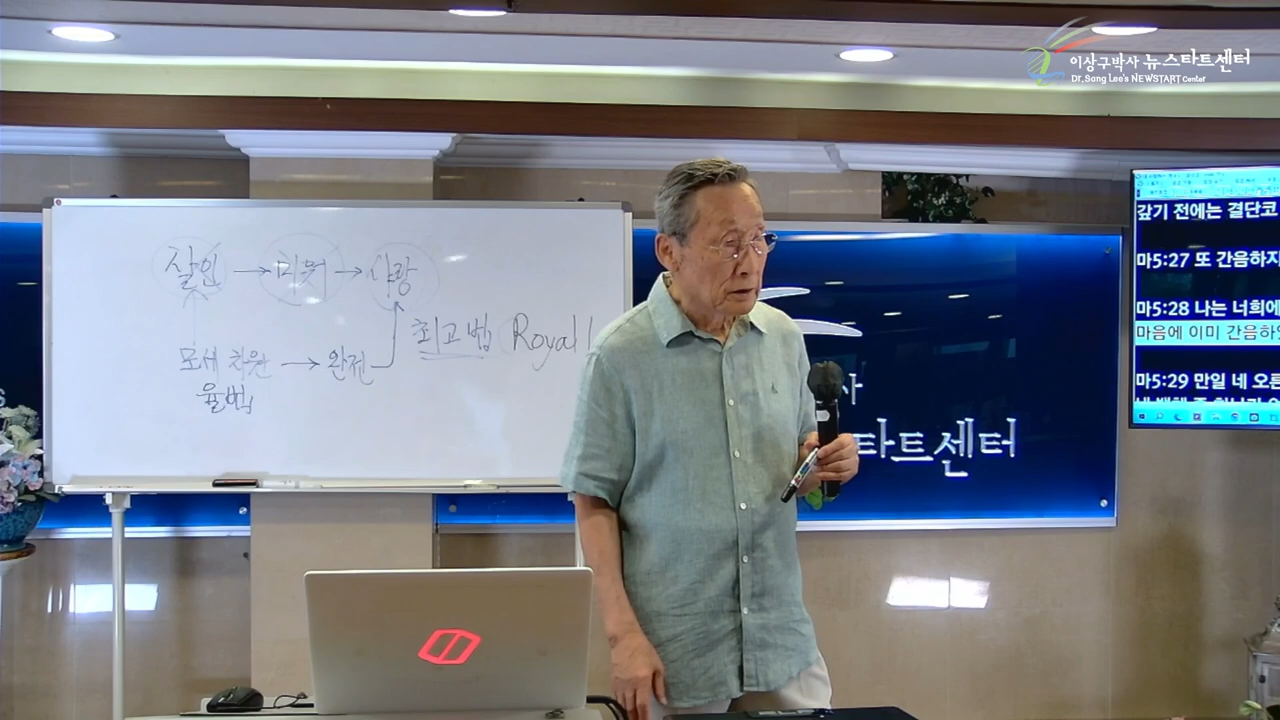 이상구박사 뉴스타트센터
Dr. Sang Lee's NEWSTART Center
살인 → 미워 → 사랑
최고법 Royal l
모세 차원 → 완전
율법
갖기 전에는 결단코
마5:27 또 간음하지
마5:28 나는 너희에
마음에 이미 간음하였
마5:29 만일 네 오른
사
타트센터